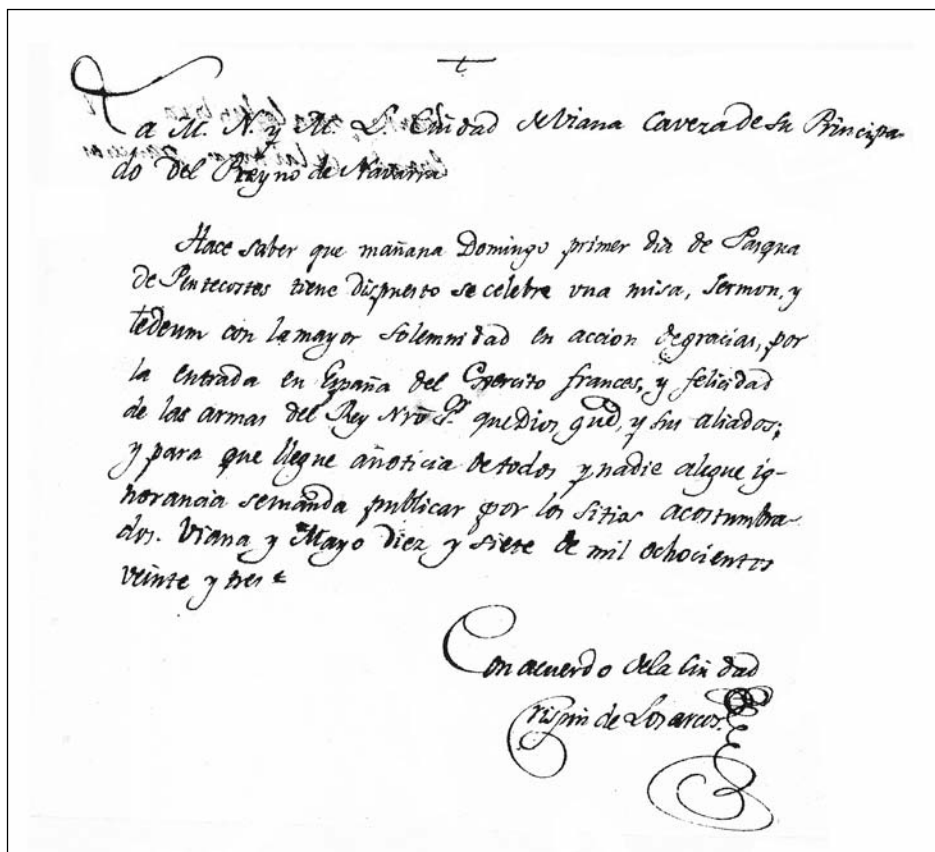 t
La M. N. y M. L. Ciudad de Viana Caveza de su Principa-
do del Reyno de Navarra
Hace saber que mañana Domingo primer dia de Pasqua
de Pentecostes tiene dispuesto se celebre una misa, Sermon, y
tedeum con la mayor Solemnidad en accion de gracias, por
la entrada en España del Exercito frances, y felicidad
de las armas del Rey Nrō Sr. que Dios gue, y sus aliados;
y para que llegue a noticia de todos y nadie alegue ig-
norancia se manda publicar por los sitios acostumbra-
dos. Viana y Mayo Diez y siete de mil ochocientos
veinte y tres
Con acuerdo de la Ciudad
Crispin de Los arcos.